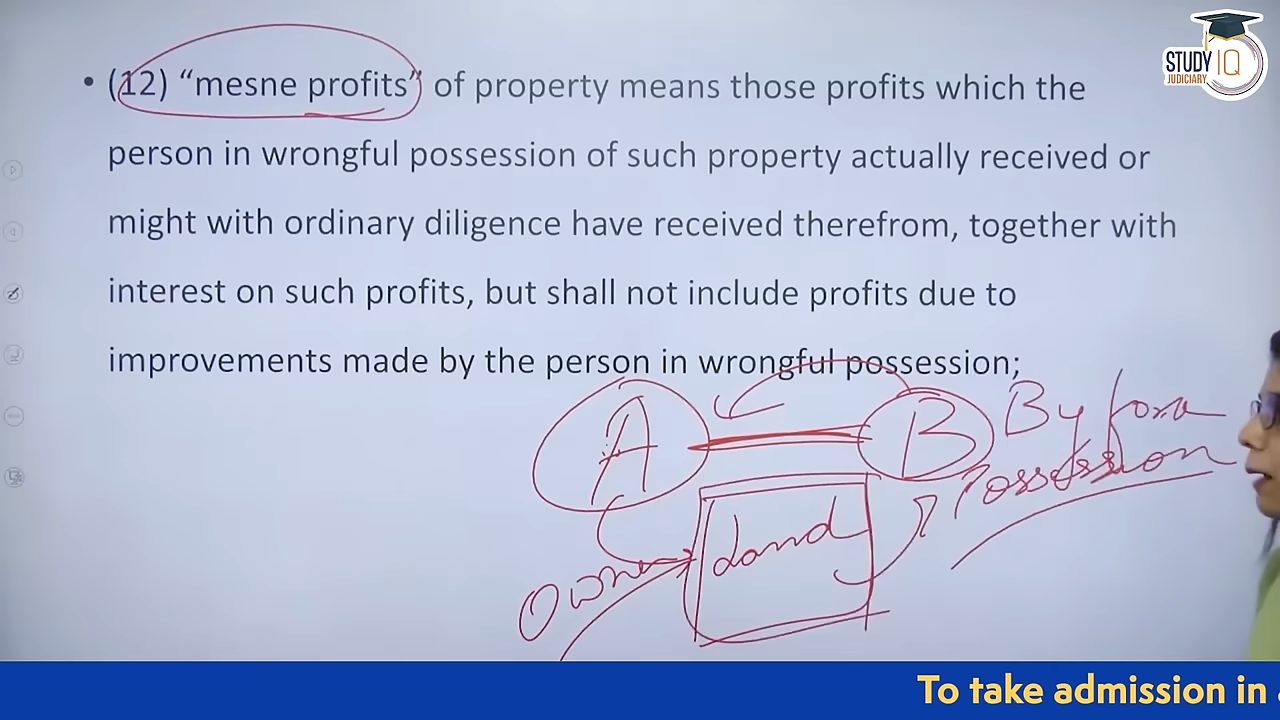 STUDY IQ
JUDICIARY
• (12) “mesne profits” of property means those profits which the
person in wrongful possession of such property actually received or
might with ordinary diligence have received therefrom, together with
interest on such profits, but shall not include profits due to
improvements made by the person in wrongful possession;
A B By
Possession
Land
Owner
To take admission in